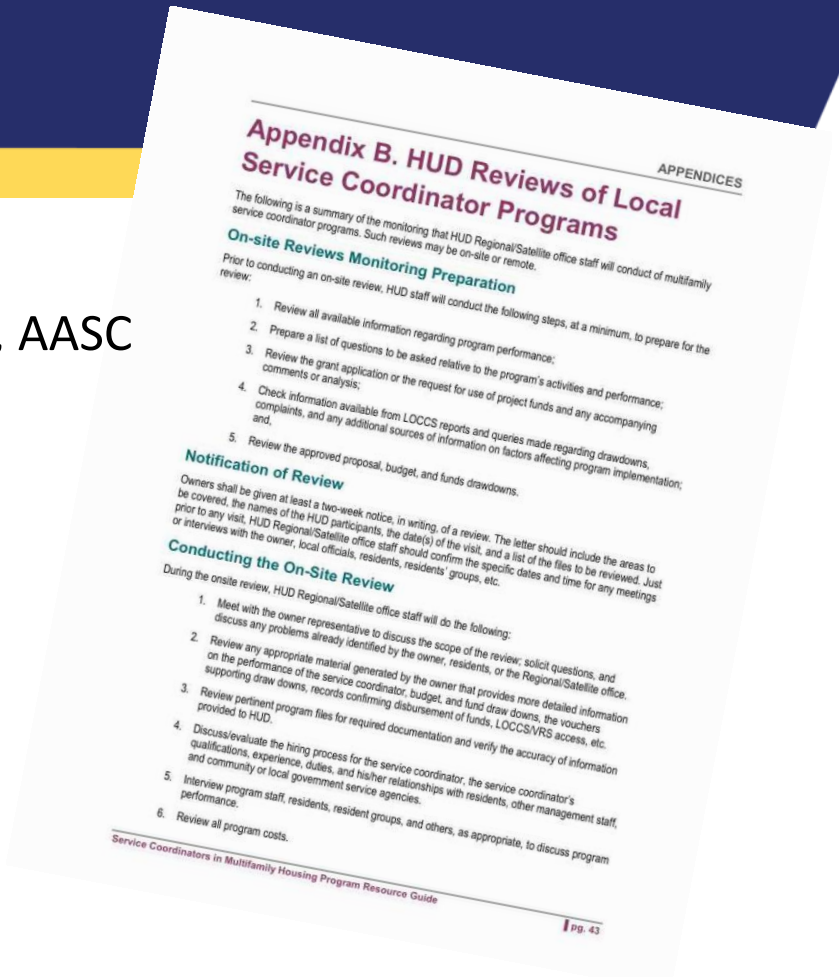 , AASC
APPENDICES
Appendix B. HUD Reviews of Local
Service Coordinator Programs
The following is a summary of the monitoring that HUD Regional/Satellite office staff will conduct of multifamily
service coordinator programs. Such reviews may be on-site or remote.
On-site Reviews Monitoring Preparation
Prior to conducting an on-site review, HUD staff will conduct the following steps, at a minimum, to prepare for the
review:
1. Review all available information regarding program performance;
2. Prepare a list of questions to be asked relative to the program's activities and performance;
3. Review the grant application or the request for use of project funds and any accompanying
comments or analysis;
4. Check information available from LOCCS reports and queries made regarding drawdowns,
complaints, and any additional sources of information on factors affecting program implementation;
and,
5. Review the approved proposal, budget, and funds drawdowns.
Notification of Review
Owners shall be given at least a two-week notice, in writing, of a review. The letter should include the areas to
be covered, the names of the HUD participants, the date(s) of the visit, and a list of the files to be reviewed. Just
prior to any visit, HUD Regional/Satellite office staff should confirm the specific dates and time for any meetings
or interviews with the owner, local officials, residents, residents' groups, etc.
Conducting the On-Site Review
During the onsite review, HUD Regional/Satellite office staff will do the following:
1. Meet with the owner representative to discuss the scope of the review; solicit questions, and
discuss any problems already identified by the owner, residents, or the Regional/Satellite office.
2. Review any appropriate material generated by the owner that provides more detailed information
on the performance of the service coordinator, budget, and fund draw downs, the vouchers
supporting draw downs, records confirming disbursement of funds, LOCCS/VRS access, etc.
3. Review pertinent program files for required documentation and verify the accuracy of information
provided to HUD.
4. Discuss/evaluate the hiring process for the service coordinator, the service coordinator's
qualifications, experience, duties, and his/her relationships with residents, other management staff,
and community or local government service agencies.
5. Interview program staff, residents, resident groups, and others, as appropriate, to discuss program
performance.
6. Review all program costs.
Service Coordinators in Multifamily Housing Program Resource Guide
pg. 43